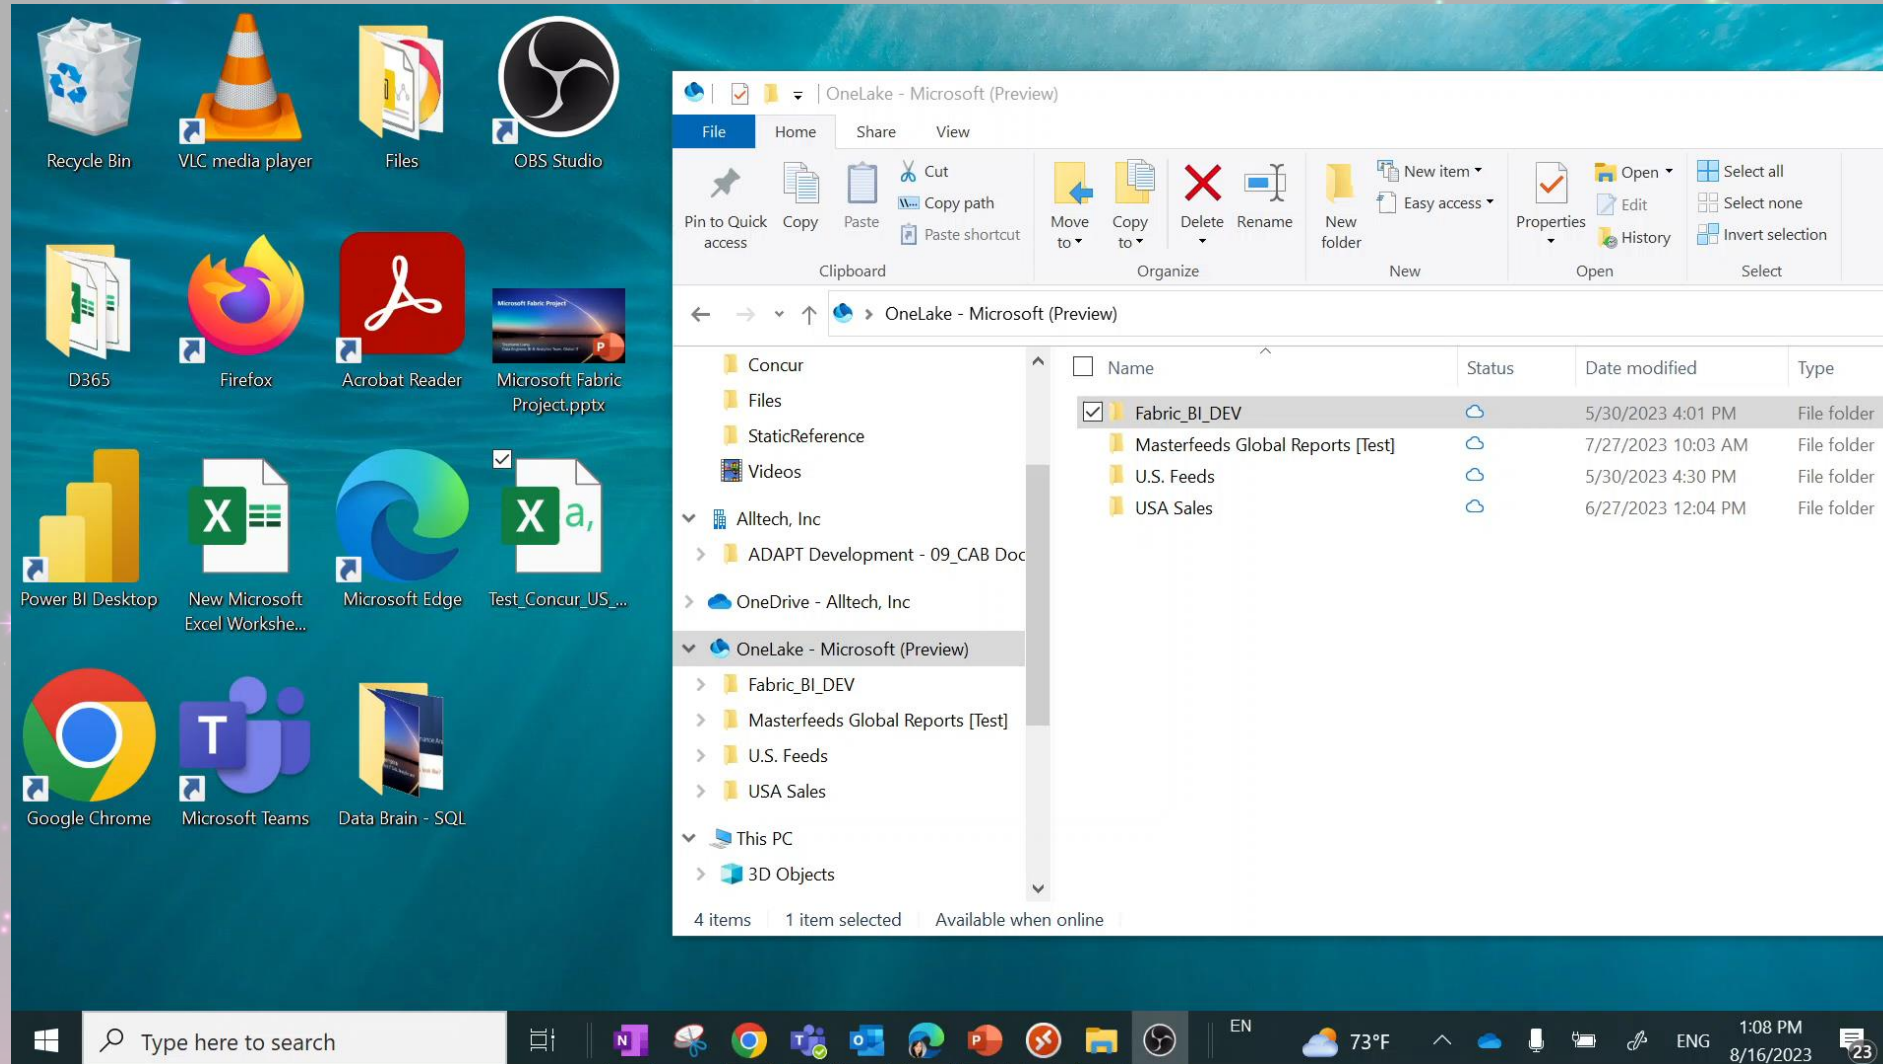 Recycle Bin
VLC media player
Files
OBS Studio
D365
Firefox
Acrobat Reader
Microsoft Fabric Project
Microsoft Fabric
Project.pptx
Power BI Desktop
New Microsoft
Excel Workshe...
Microsoft Edge
a,
Test_Concur_US_...
Google Chrome
Microsoft Teams
Data Brain - SQL
OneLake - Microsoft (Preview)
File
Home
Share
View
Pin to Quick
access
Copy
Paste
Cut
Copy path
Paste shortcut
Clipboard
Move
to
Copy
to
Delete
Rename
Organize
New
folder
New item
Easy access
New
Properties
Open
Edit
History
Open
Select all
Select none
Invert selection
Select
OneLake - Microsoft (Preview)
Concur
Files
StaticReference
Videos
Alltech, Inc
ADAPT Development - 09_CAB Doc
OneDrive - Alltech, Inc
OneLake - Microsoft (Preview)
Fabric_BI_DEV
Masterfeeds Global Reports [Test]
U.S. Feeds
USA Sales
This PC
3D Objects
Name Status Date modified Type
Fabric_BI_DEV 5/30/2023 4:01 PM File folder
Masterfeeds Global Reports [Test] 7/27/2023 10:03 AM File folder
U.S. Feeds 5/30/2023 4:30 PM File folder
USA Sales 6/27/2023 12:04 PM File folder
4 items 1 item selected Available when online
Type here to search
EN
73°F
ENG
1:08 PM
8/16/2023
23